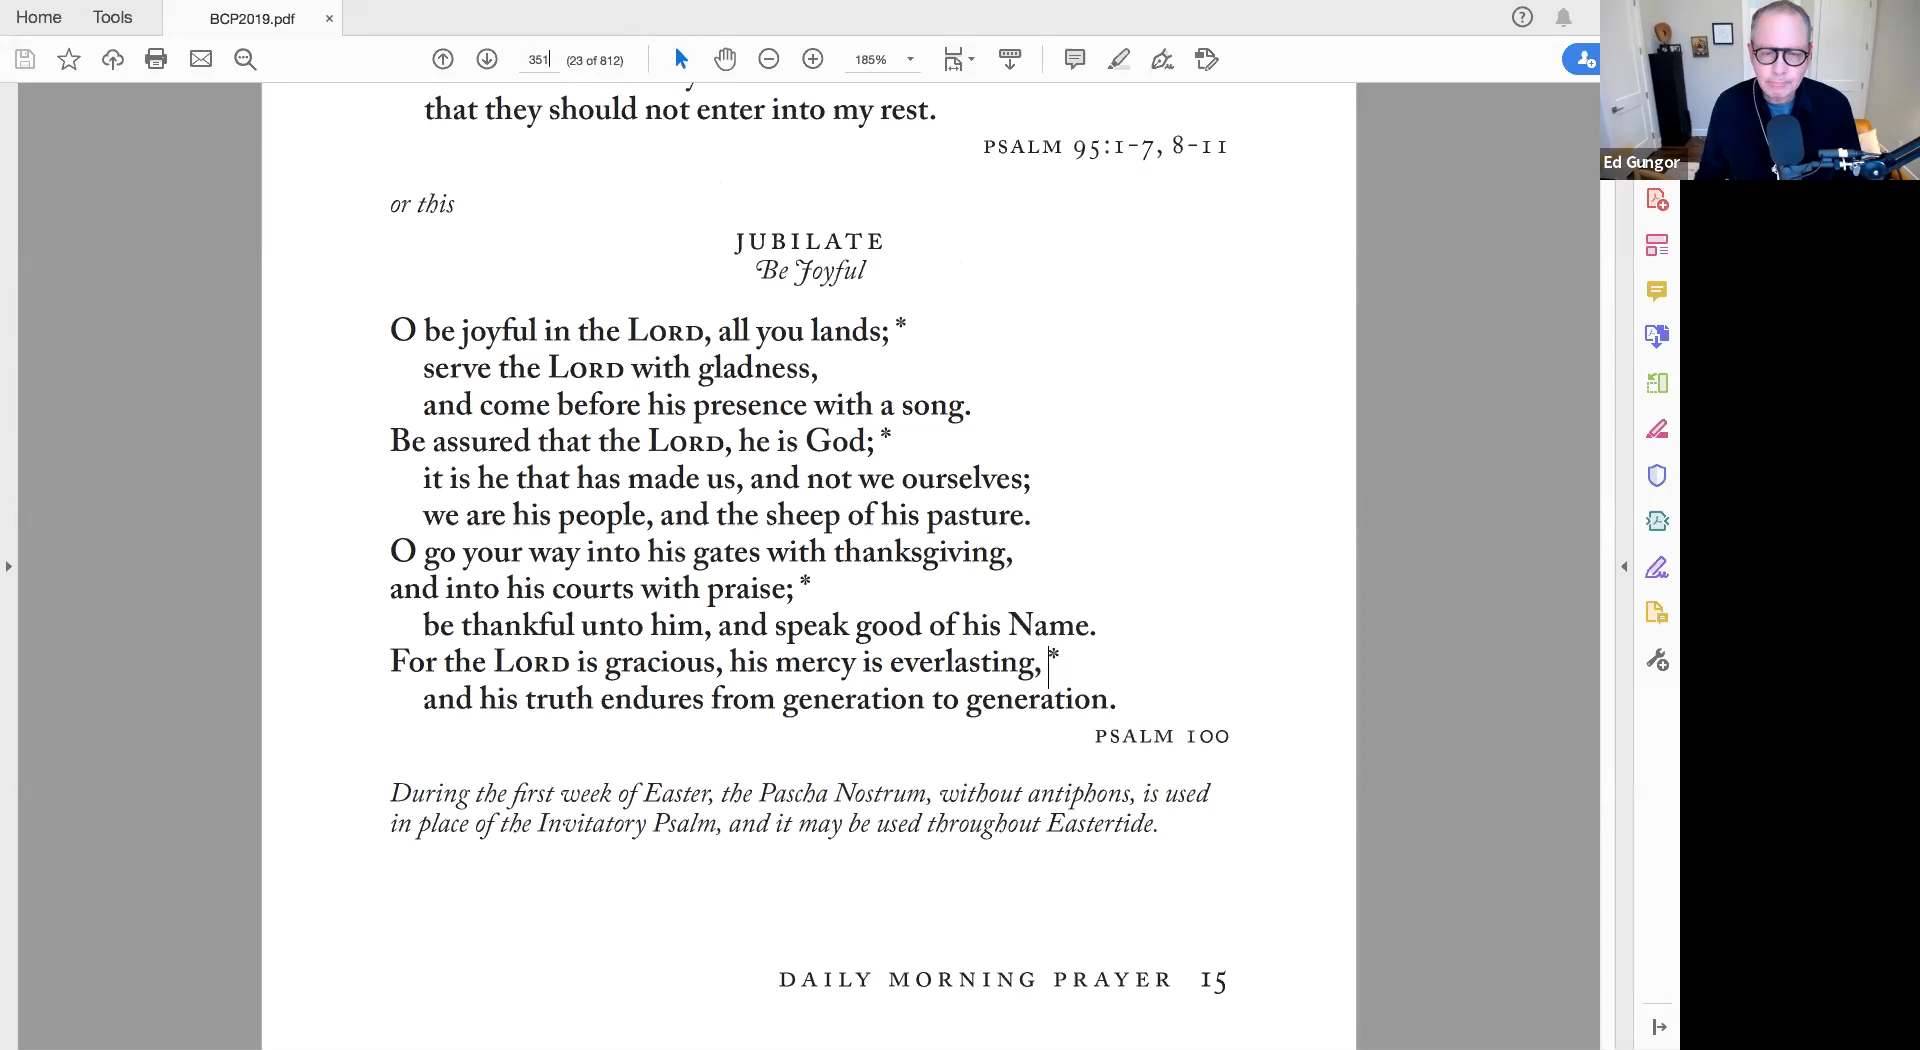 Home Tools BCP2019.pdf ×
351 (23 of 812) 185%
Ed Gungor
that they should not enter into my rest.
PSALM 95:1-7, 8-11
or this
JUBILATE
Be Joyful
O be joyful in the LORD, all you lands; *
serve the LORD with gladness,
and come before his presence with a song.
Be assured that the LORD, he is God; *
it is he that has made us, and not we ourselves;
we are his people, and the sheep of his pasture.
O go your way into his gates with thanksgiving,
and into his courts with praise; *
be thankful unto him, and speak good of his Name.
For the LORD is gracious, his mercy is everlasting, *
and his truth endures from generation to generation.
PSALM 100
During the first week of Easter, the Pascha Nostrum, without antiphons, is used
in place of the Invitatory Psalm, and it may be used throughout Eastertide.
DAILY MORNING PRAYER 15